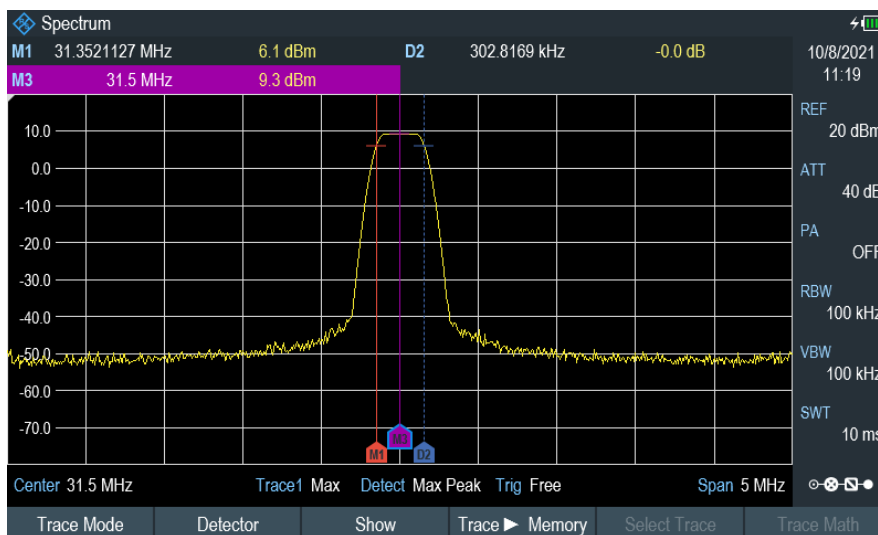 Spectrum
M1 31.3521127 MHz 6.1 dBm D2 302.8169 kHz -0.0 dB 10/8/2021
M3 31.5 MHz 9.3 dBm 11:19
REF
20 dBm
10.0
0.0
ATT
40 dB
-10.0
-20.0
PA
OFF
-30.0
RBW
100 kHz
-40.0
-50.0
VBW
100 kHz
-60.0
-70.0
SWT
10 ms
M1 M3 D2
Center 31.5 MHz Trace1 Max Detect Max Peak Trig Free Span 5 MHz
Trace Mode Detector Show Trace ► Memory Select Trace Trace Math